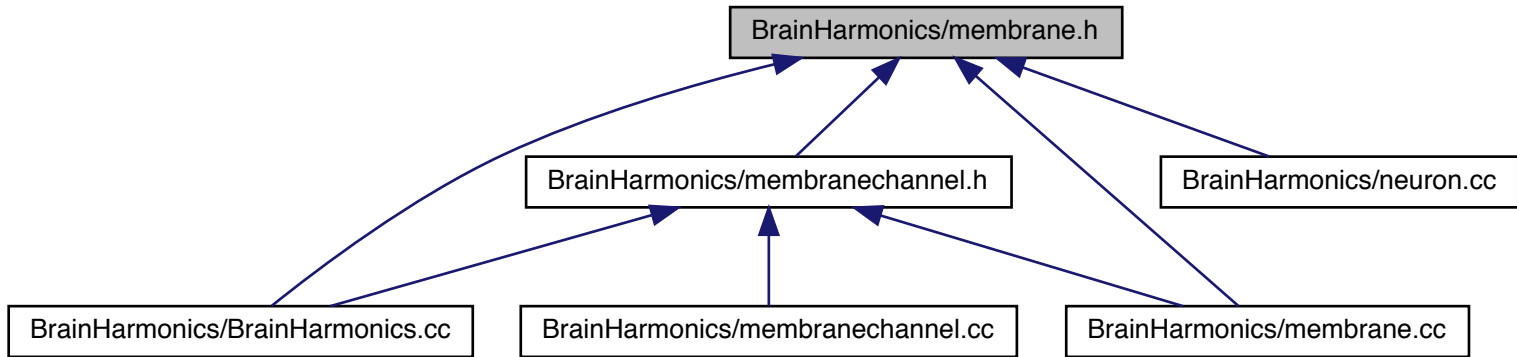 BrainHarmonics/membrane.h
BrainHarmonics/membranechannel.h
BrainHarmonics/neuron.cc
BrainHarmonics/BrainHarmonics.cc
BrainHarmonics/membranechannel.cc
BrainHarmonics/membrane.cc